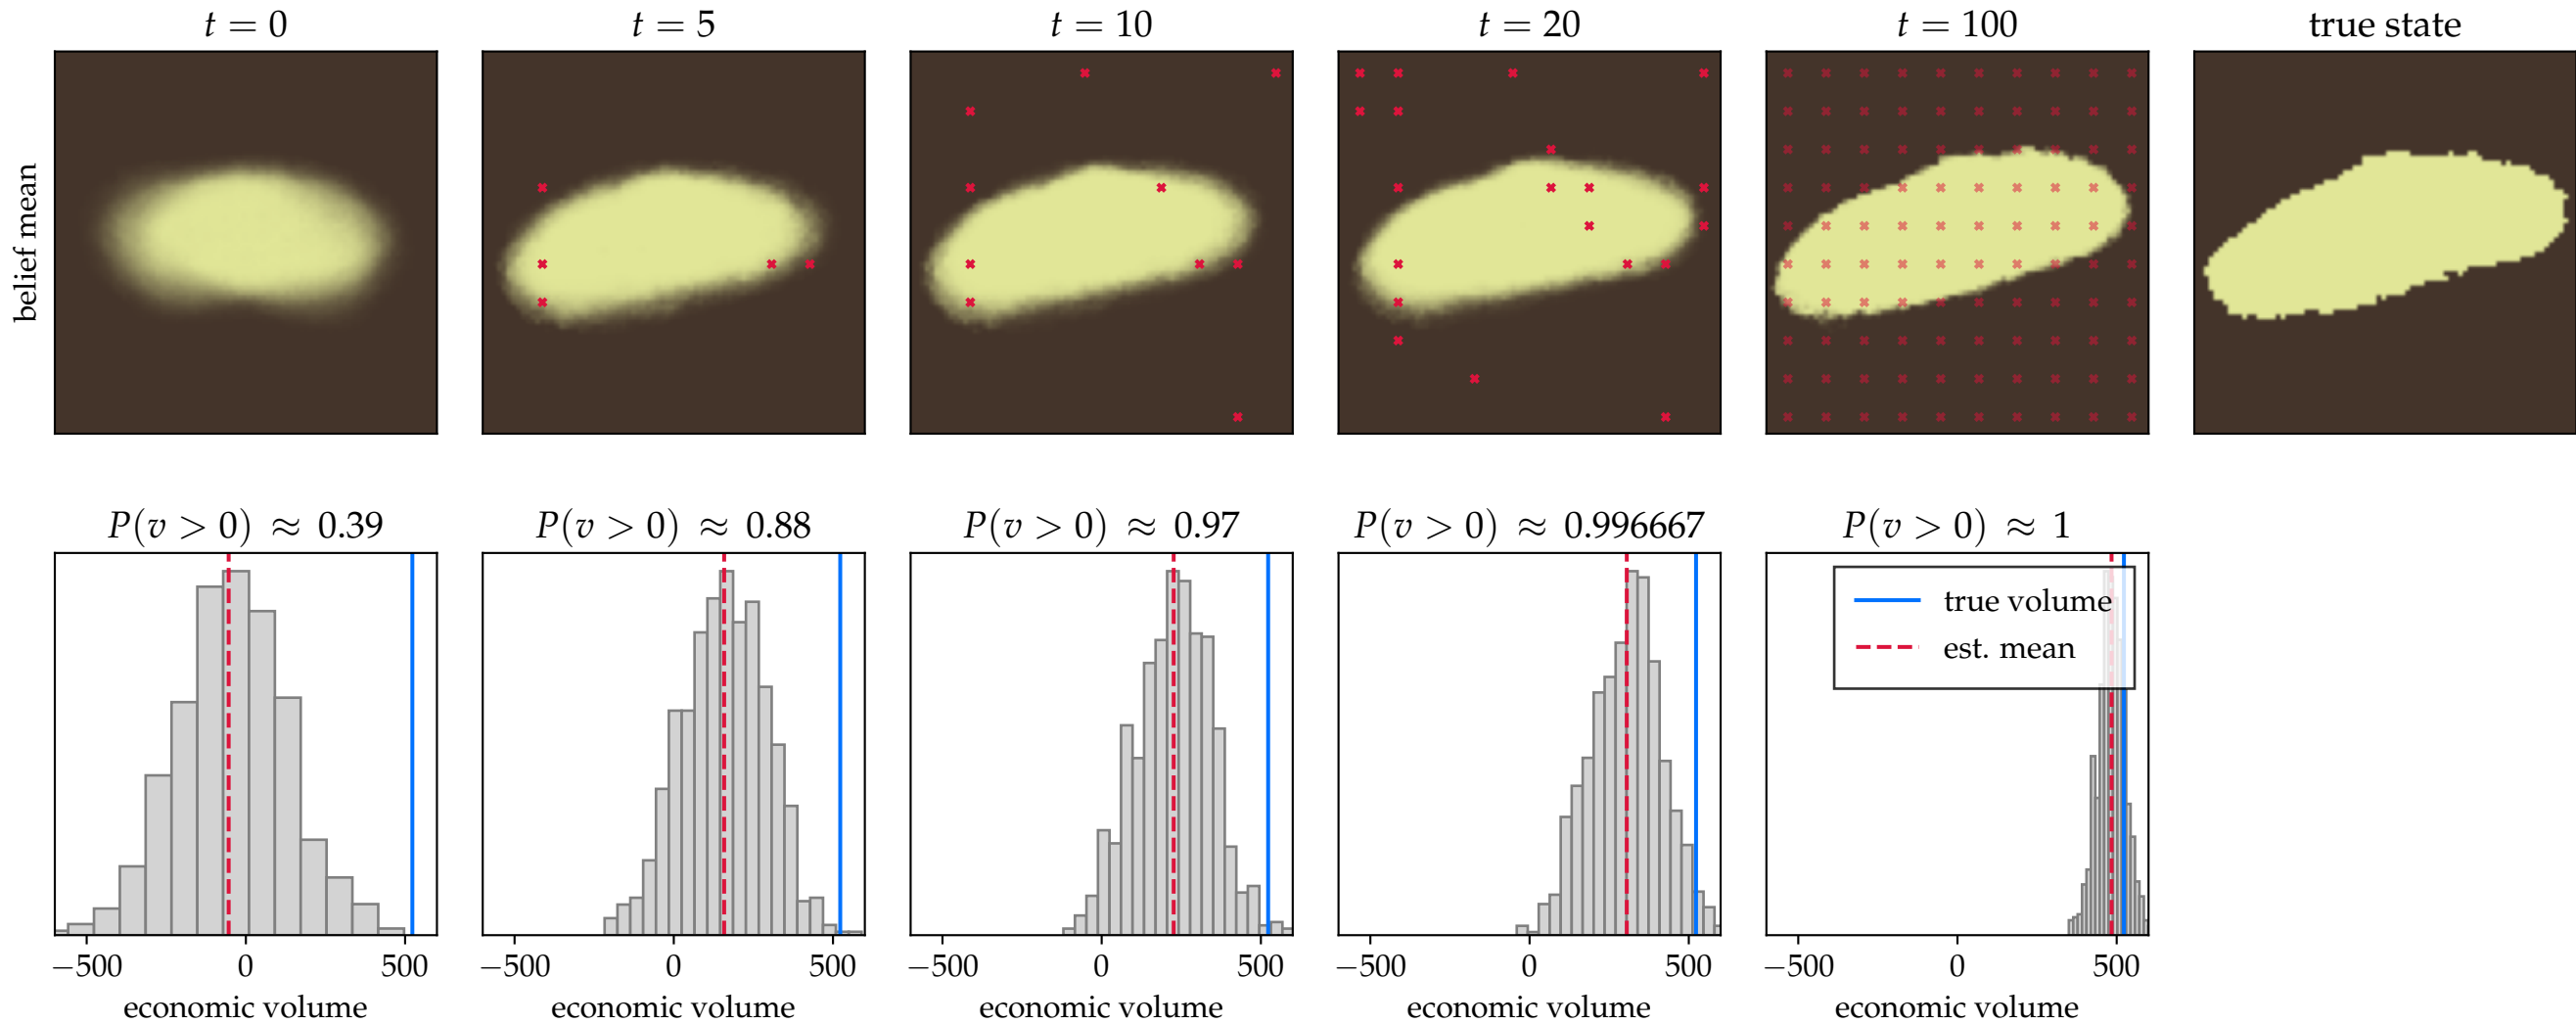 t = 0
t = 5
t = 10
t = 20
t = 100
true state
belief mean
P(v > 0) ≈ 0.39
P(v > 0) ≈ 0.88
P(v > 0) ≈ 0.97
P(v > 0) ≈ 0.996667
P(v > 0) ≈ 1
true volume
est. mean
−500 0 500
−500 0 500
−500 0 500
−500 0 500
−500 0 500
economic volume
economic volume
economic volume
economic volume
economic volume